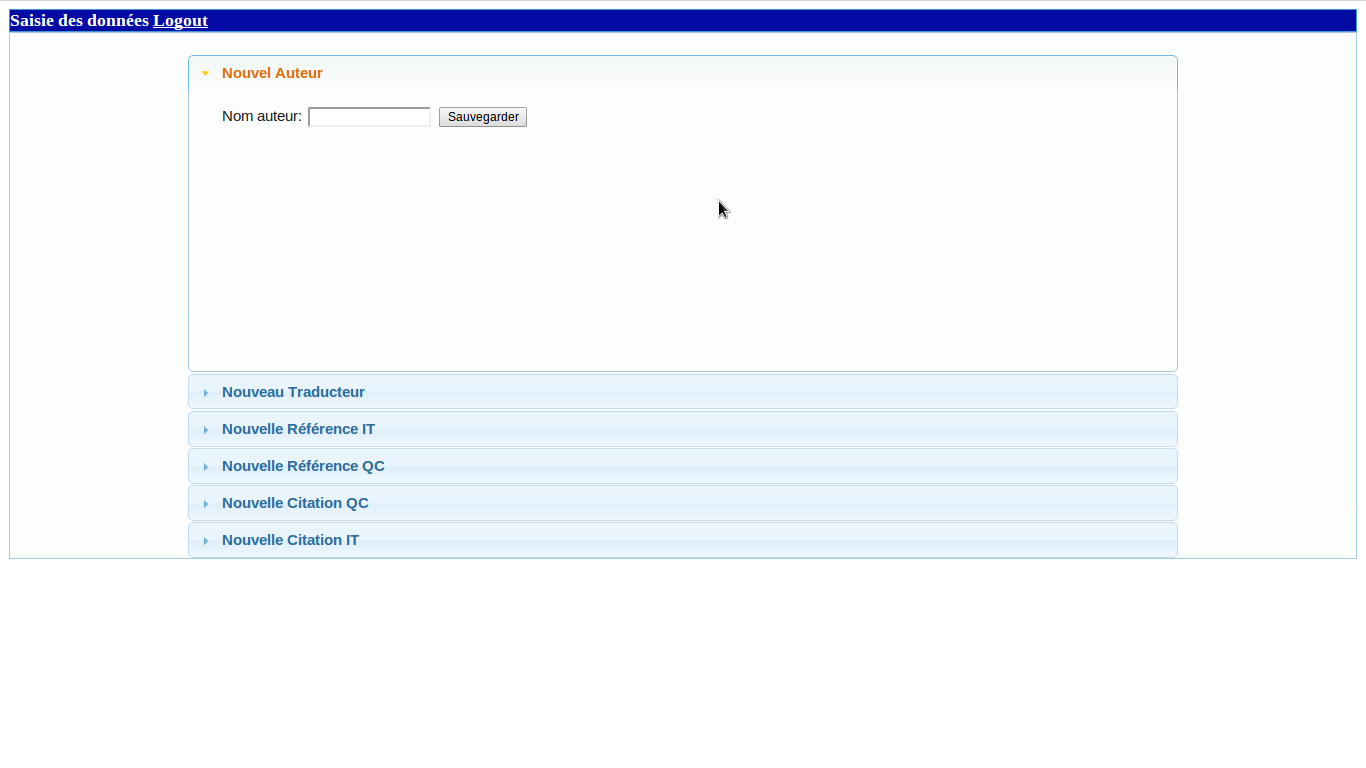 Saisie des données Logout
Nouvel Auteur
Nom auteur: Sauvegarder
Nouveau Traducteur
Nouvelle Référence IT
Nouvelle Référence QC
Nouvelle Citation QC
Nouvelle Citation IT